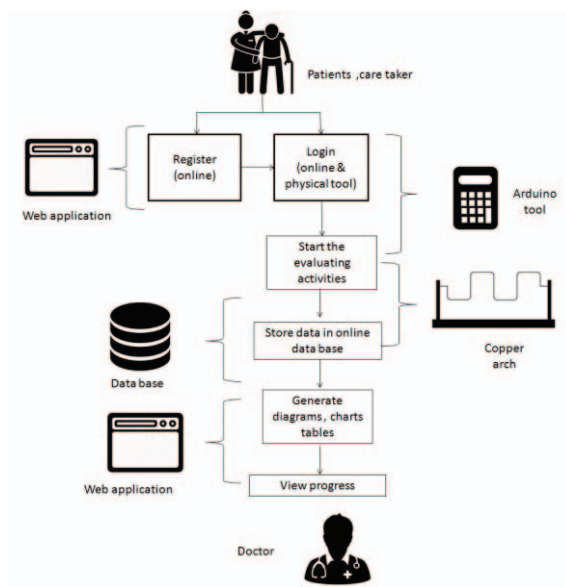 Patients ,care taker
Register
(online)
Login
(online &
physical tool)
Web application
Arduino
tool
Start the
evaluating
activities
Store data in online
data base
Copper
arch
Data base
Generate
diagrams , charts
tables
Web application
View progress
Doctor